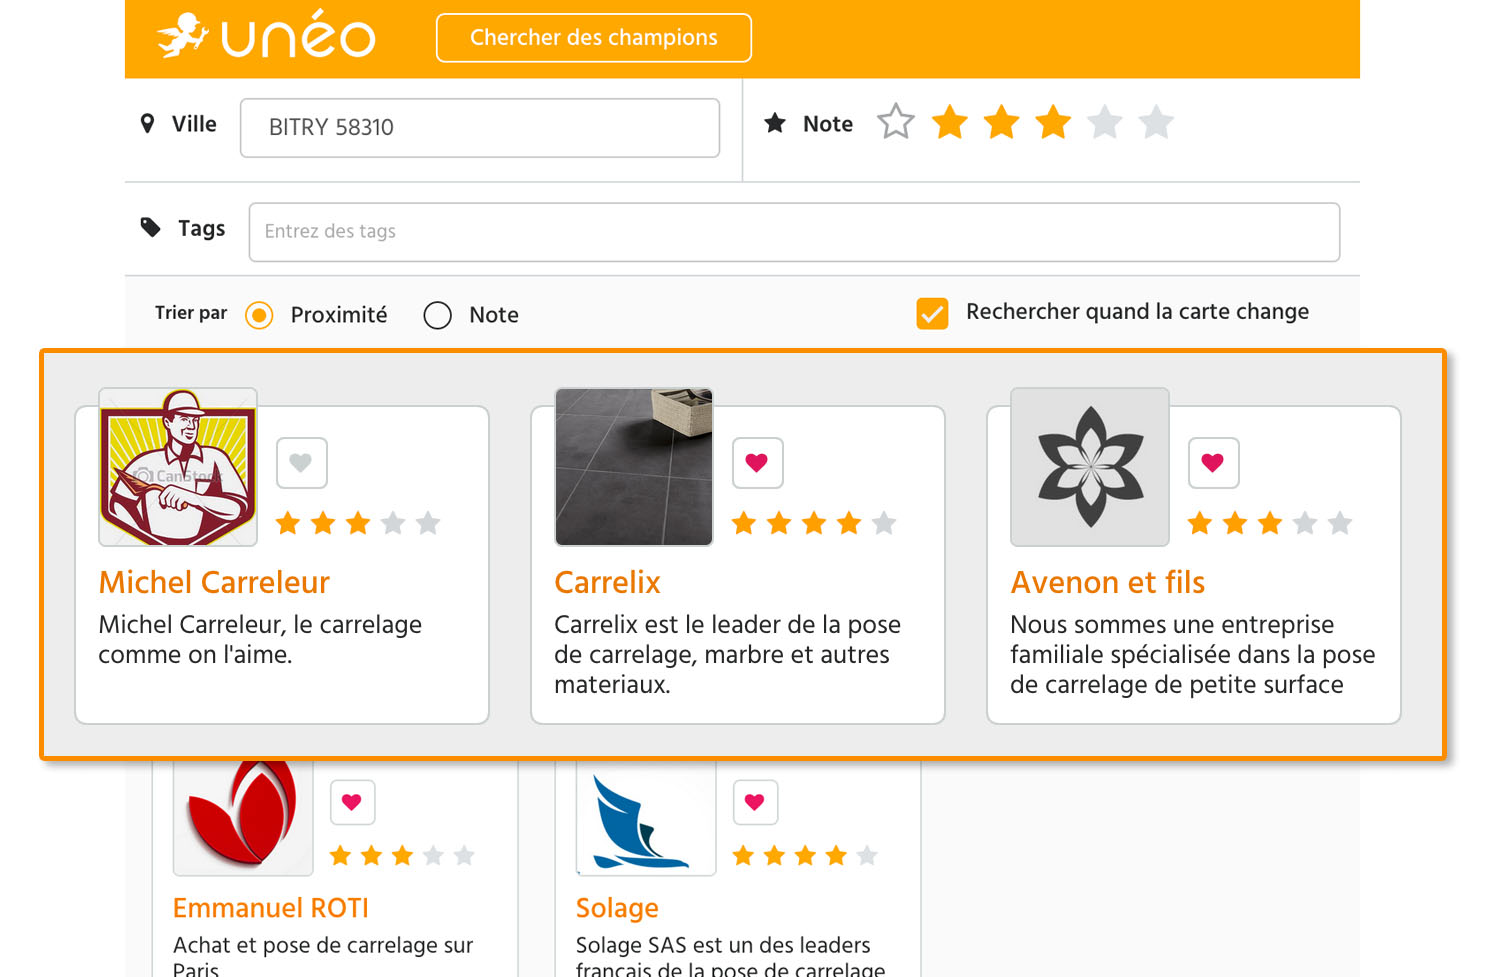 unéo
Chercher des champions
Ville
BITRY 58310
Note
Tags
Entrez des tags
Trier par
Proximité
Note
Rechercher quand la carte change
CanStock
Michel Carreleur
Michel Carreleur, le carrelage
comme on l'aime.
Carrelix
Carrelix est le leader de la pose
de carrelage, marbre et autres
materiaux.
Avenon et fils
Nous sommes une entreprise
familiale spécialisée dans la pose
de carrelage de petite surface
Emmanuel ROTI
Achat et pose de carrelage sur
Paris
Solage
Solage SAS est un des leaders
français de la pose de carrelage